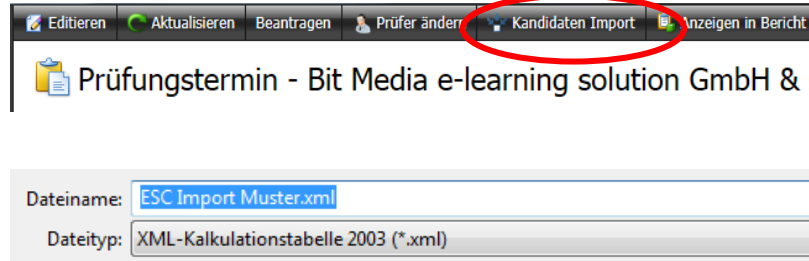 Editieren Aktualisieren Beantragen Prüfer ändern Kandidaten Import Anzeigen in Bericht
Prüfungstermin - Bit Media e-learning solution GmbH &
Dateiname: ESC Import Muster.xml
Dateityp: XML-Kalkulationstabelle 2003 (*.xml)